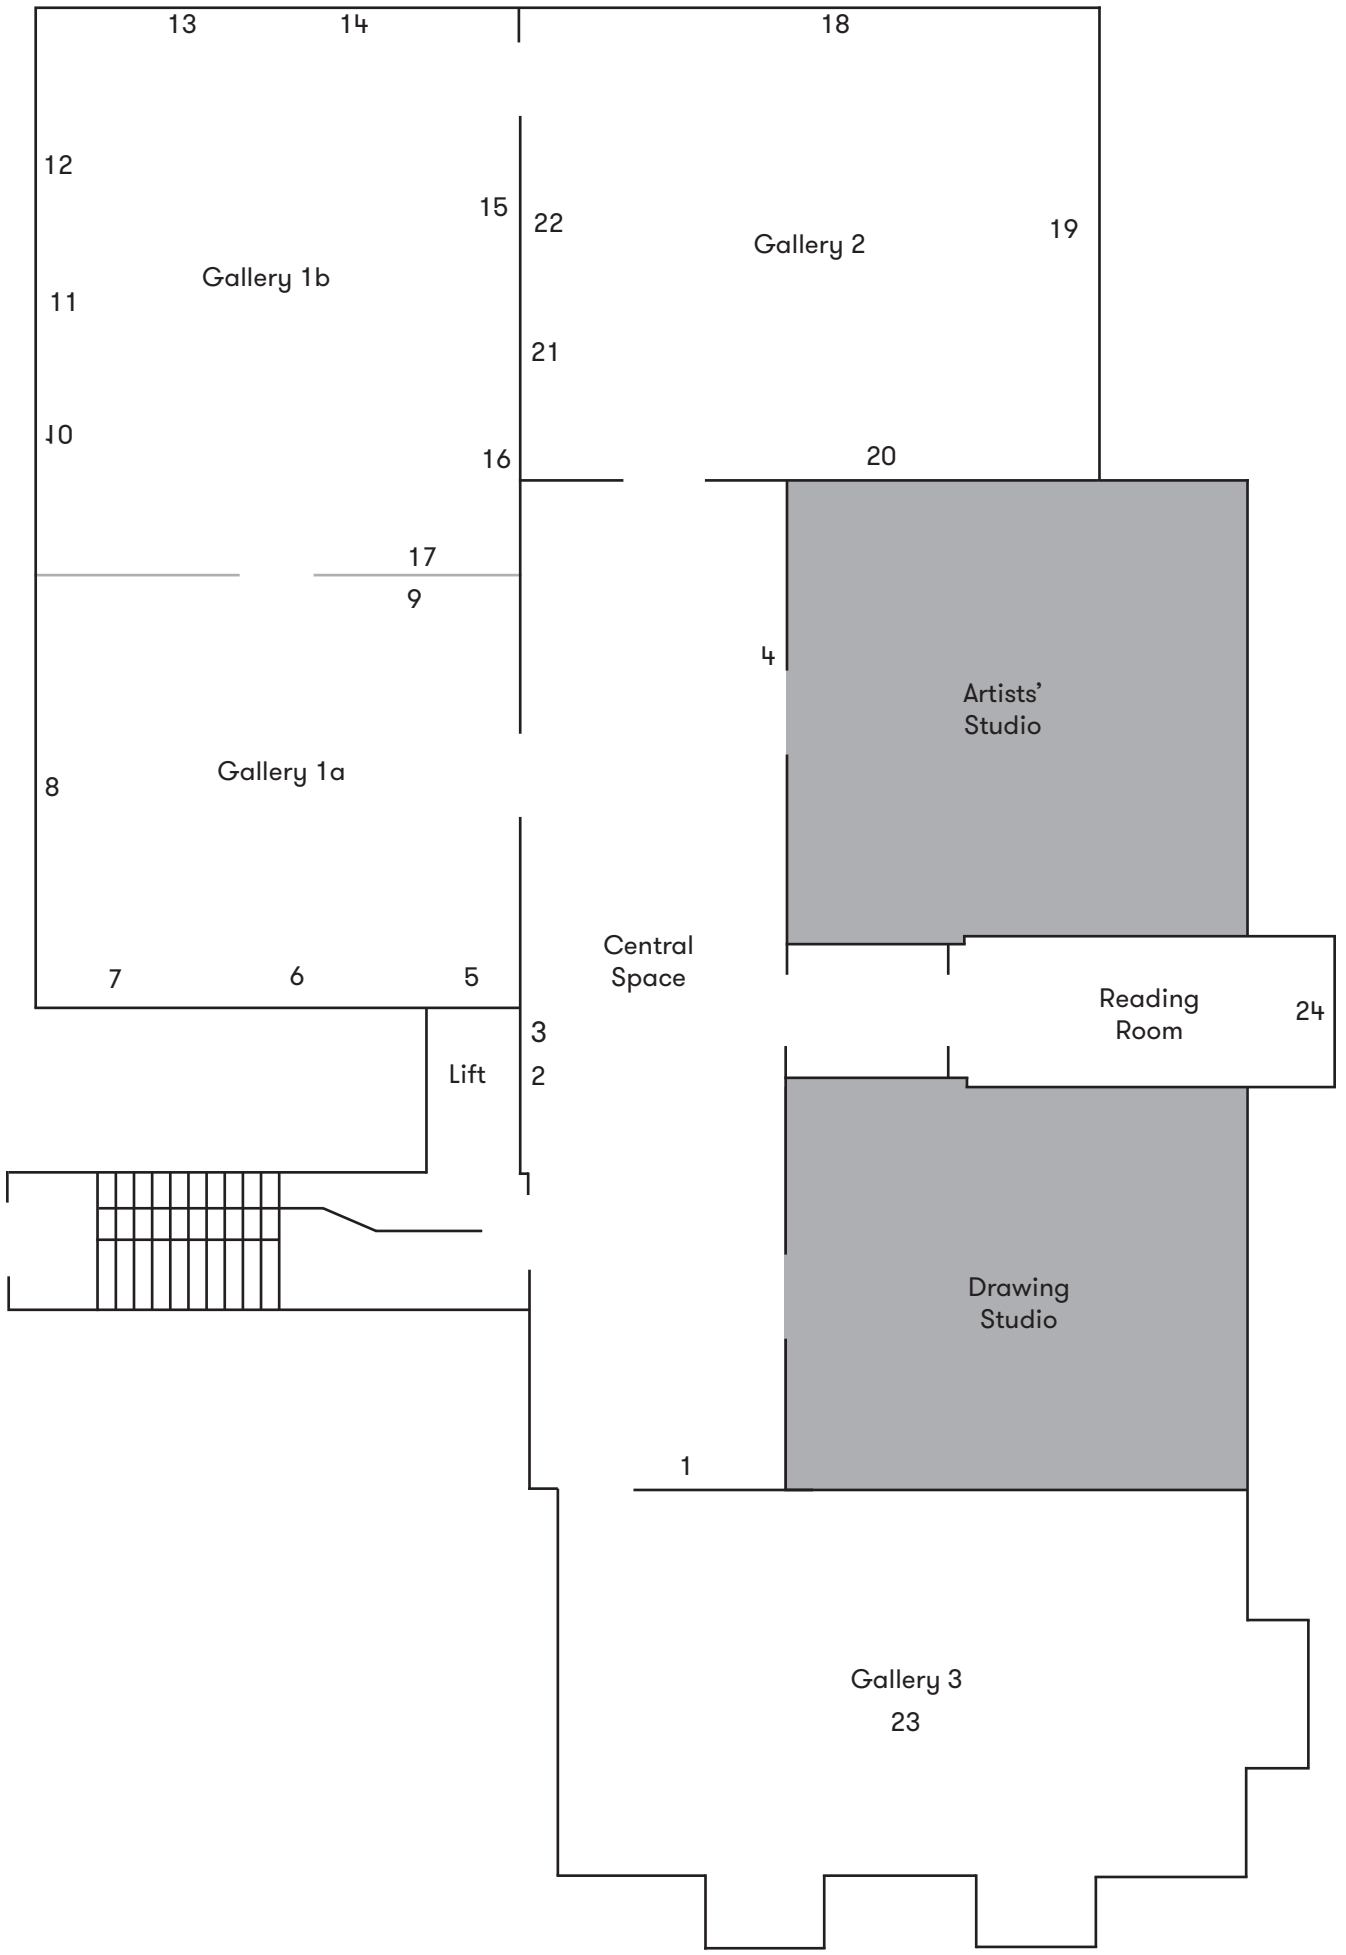 13
14
18
12
15
22
19
Gallery 2
Gallery 1b
11
21
10
16
20
17
9
4
Artists’
Studio
Gallery 1a
8
Central
Space
7
6
5
Reading
Room
24
3
Lift
2
Drawing
Studio
1
Gallery 3
23